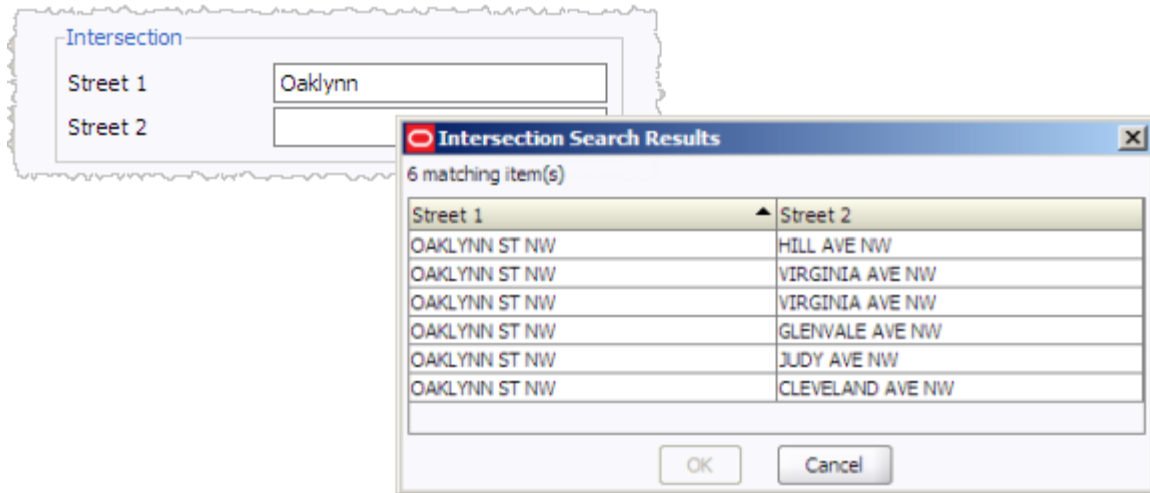 Intersection
Street 1 Oaklynn
Street 2
Intersection Search Results
6 matching item(s)
Street 1 Street 2
OAKLYNN ST NW HILL AVE NW
OAKLYNN ST NW VIRGINIA AVE NW
OAKLYNN ST NW VIRGINIA AVE NW
OAKLYNN ST NW GLENVALE AVE NW
OAKLYNN ST NW JUDY AVE NW
OAKLYNN ST NW CLEVELAND AVE NW
OK Cancel